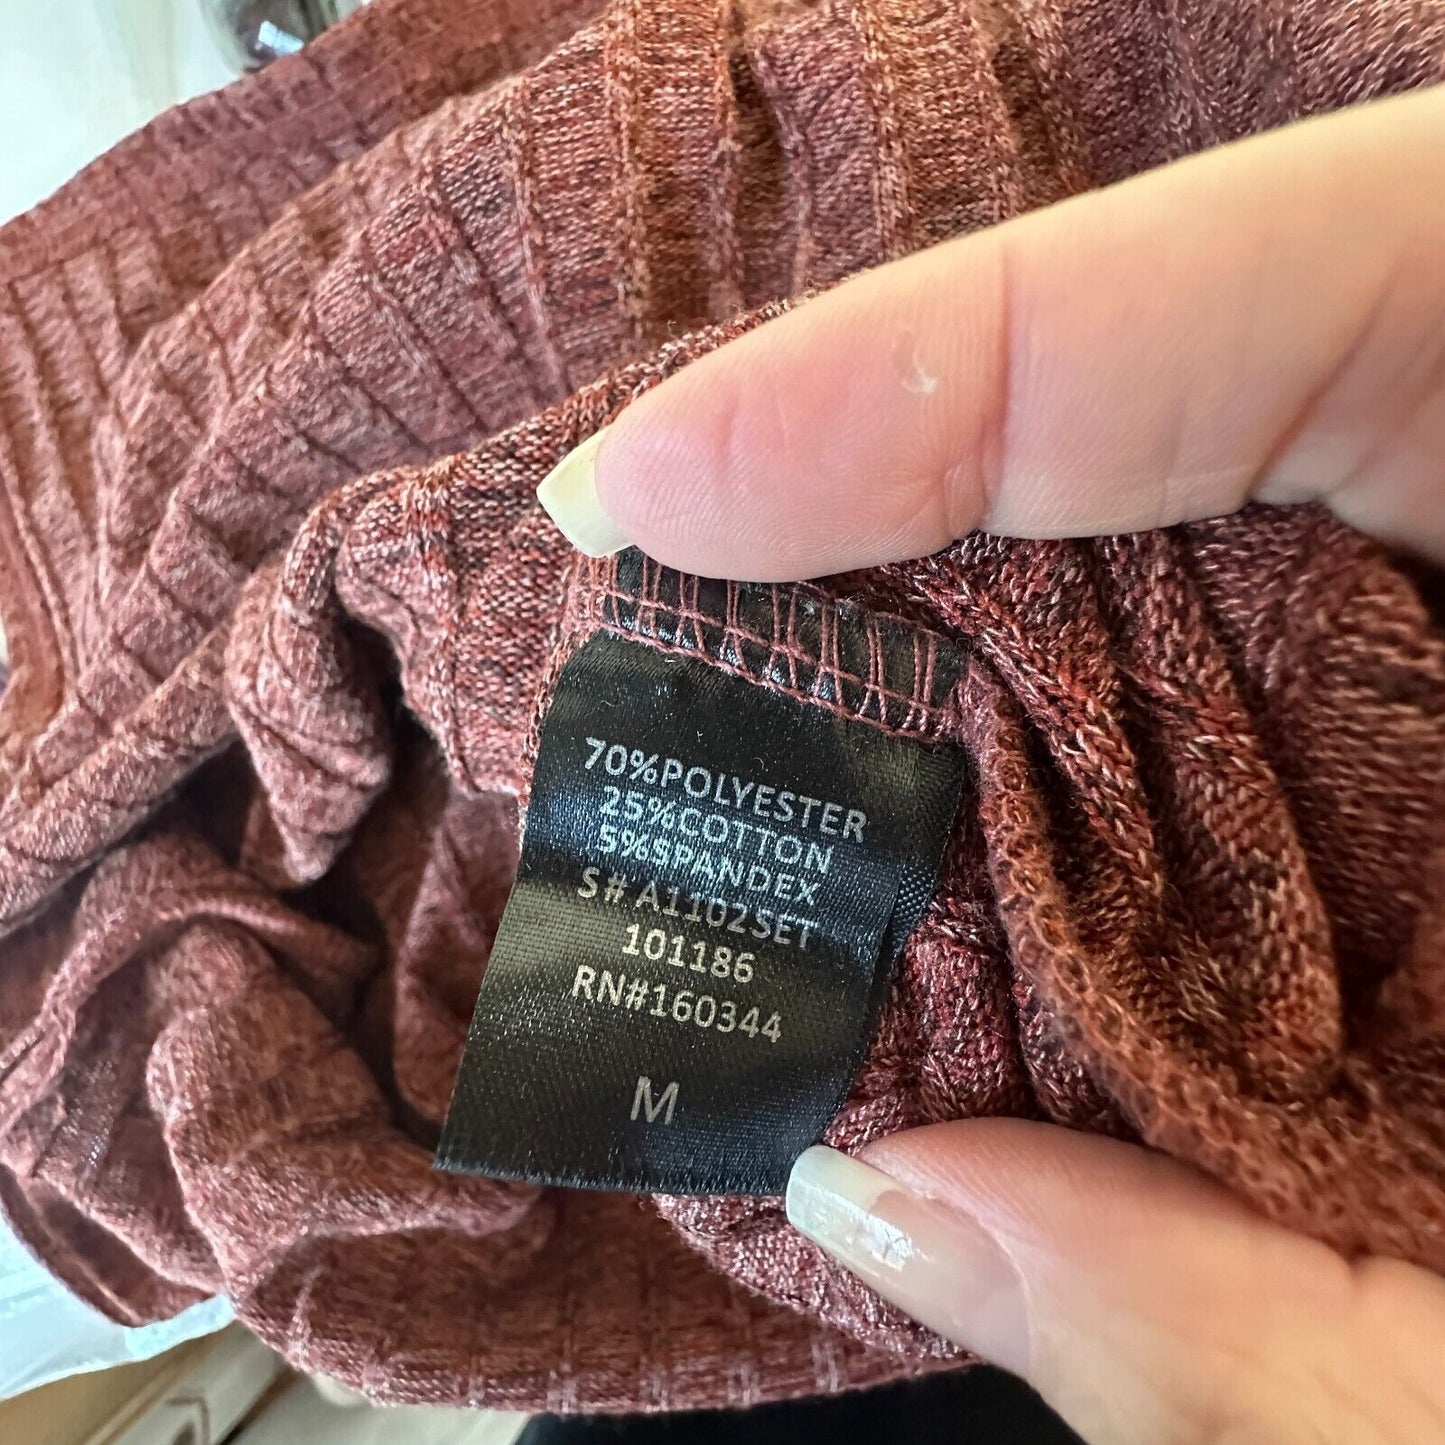 70%POLYESTER
25%COTTON
5%SPANDEX
S# A1102SET
101186
RN#160344
M